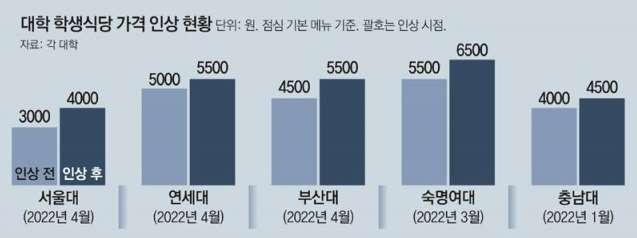 대학 학생식당 가격 인상 현황 단위: 원. 점심 기본 메뉴 기준. 괄호는 인상 시점.
자료: 각 대학
3000 4000 5000 5500 4500 5500 5500 6500 4000 4500
인상 전 인상 후
서울대 연세대 부산대 숙명여대 충남대
(2022년 4월) (2022년 4월) (2022년 4월) (2022년 3월) (2022년 1월)